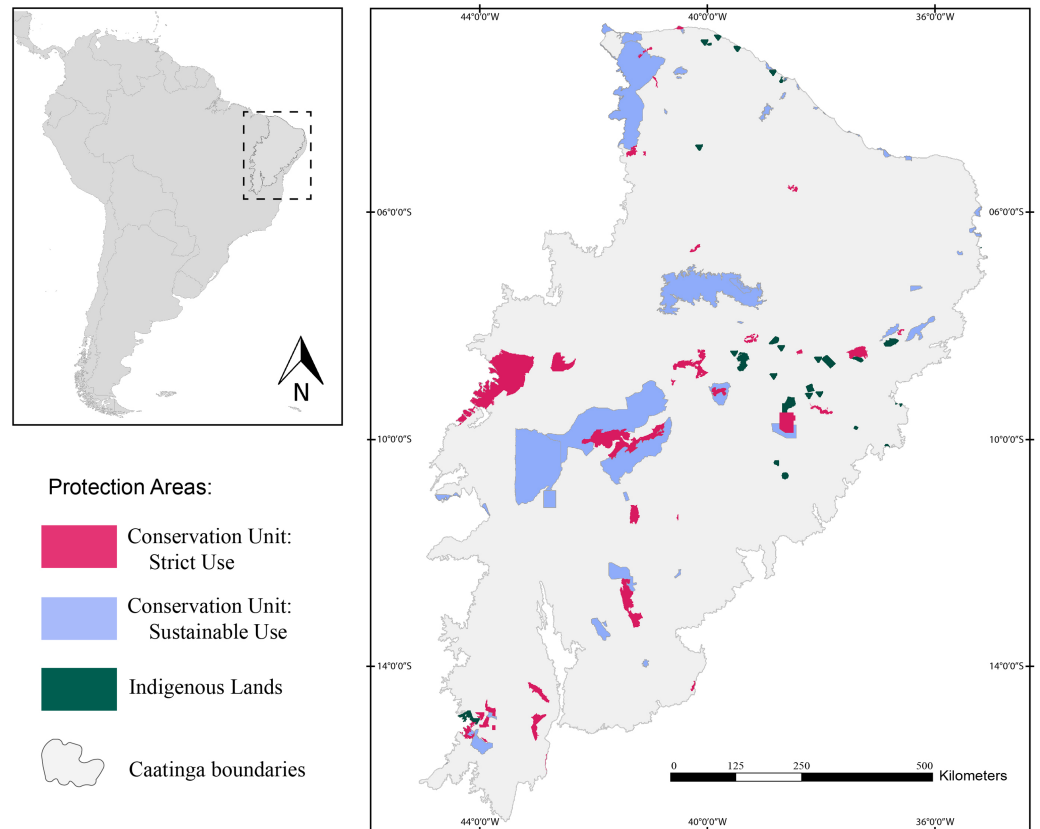 44°0'0"W 40°0'0"W 36°0'0"W
06°0'0"S 06°0'0"S
N
10°0'0"S 10°0'0"S
Protection Areas:
Conservation Unit:
Strict Use
Conservation Unit:
Sustainable Use
Indigenous Lands
14°0'0"S 14°0'0"S
Caatinga boundaries
0 125 250 500 Kilometers
44°0'0"W 40°0'0"W 36°0'0"W